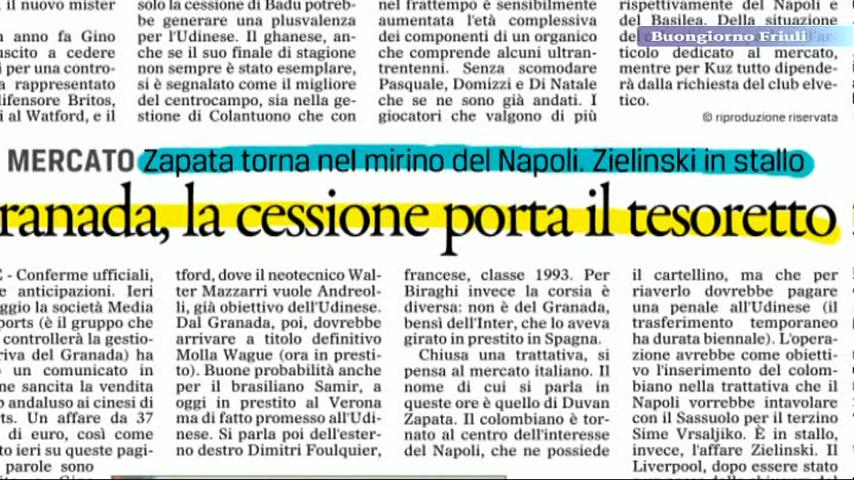 , il nuovo mister
n anno fa Gino
uscito a cedere
i per una contro-
a rappresentato
difensore Britos,
i al Watford, e il
solo la cessione di Badu potreb-
be generare una plusvalenza
per l'Udinese. Il ghanese, an-
che se il suo finale di stagione
non sempre è stato esemplare,
si è segnalato come il migliore
del centrocampo, sia nella ge-
stione di Colantuono che con
nel frattempo è sensibilmente
aumentata l'età complessiva
dei componenti di un organico
che comprende alcuni ultran-
trentenni. Senza scomodare
Pasquale, Domizzi e Di Natale
che se ne sono già andati. I
giocatori che valgono di più
rispettivamente del Napoli e
del Basilea. Della situazione
Buongiorno Friuli
ticolo dedicato al mercato,
mentre per Kuz tutto dipende-
rà dalla richiesta del club elve-
tico.
© riproduzione riservata
MERCATO Zapata torna nel mirino del Napoli. Zielinski in stallo
ranada, la cessione porta il tesoretto
E - Conferme ufficiali,
e anticipazioni. Ieri
ggio la società Media
ports (è il gruppo che
controllerà la gestio-
riva del Granada) ha
o un comunicato in
ne sancita la vendita
b andaluso ai cinesi di
rts. Un affare da 37
di euro, così come
to ieri su queste pagi-
parole sono
tford, dove il neotecnico Wal-
ter Mazzarri vuole Andreol-
li, già obiettivo dell'Udinese.
Dal Granada, poi, dovrebbe
arrivare a titolo definitivo
Molla Wague (ora in presti-
to). Buone probabilità anche
per il brasiliano Samir, a
oggi in prestito al Verona
ma di fatto promesso all'Udi-
nese. Si parla poi dell'ester-
no destro Dimitri Foulquier,
francese, classe 1993. Per
Biraghi invece la corsia è
diversa: non è del Granada,
bensì dell'Inter, che lo aveva
girato in prestito in Spagna.
Chiusa una trattativa, si
pensa al mercato italiano. Il
nome di cui si parla in
queste ore è quello di Duvan
Zapata. Il colombiano è tor-
nato al centro dell'interesse
del Napoli, che ne possiede
il cartellino, ma che per
riaverlo dovrebbe pagare
una penale all'Udinese (il
trasferimento temporaneo
ha durata biennale). L'opera-
zione avrebbe come obietti-
vo l'inserimento del colom-
biano nella trattativa che il
Napoli vorrebbe intavolare
con il Sassuolo per il terzino
Sime Vrsaljiko. È in stallo,
invece, l'affare Zielinski. Il
Liverpool, dopo essere stato